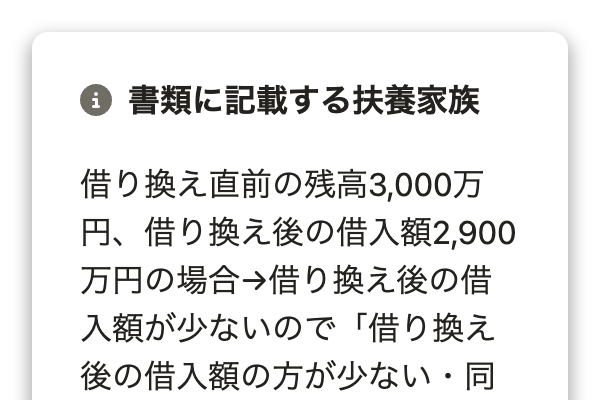 書類に記載する扶養家族
借り換え直前の残高3,000万
円、借り換え後の借入額2,900
万円の場合→借り換え後の借
入額が少ないので「借り換え
後の借入額の方が少ない・同